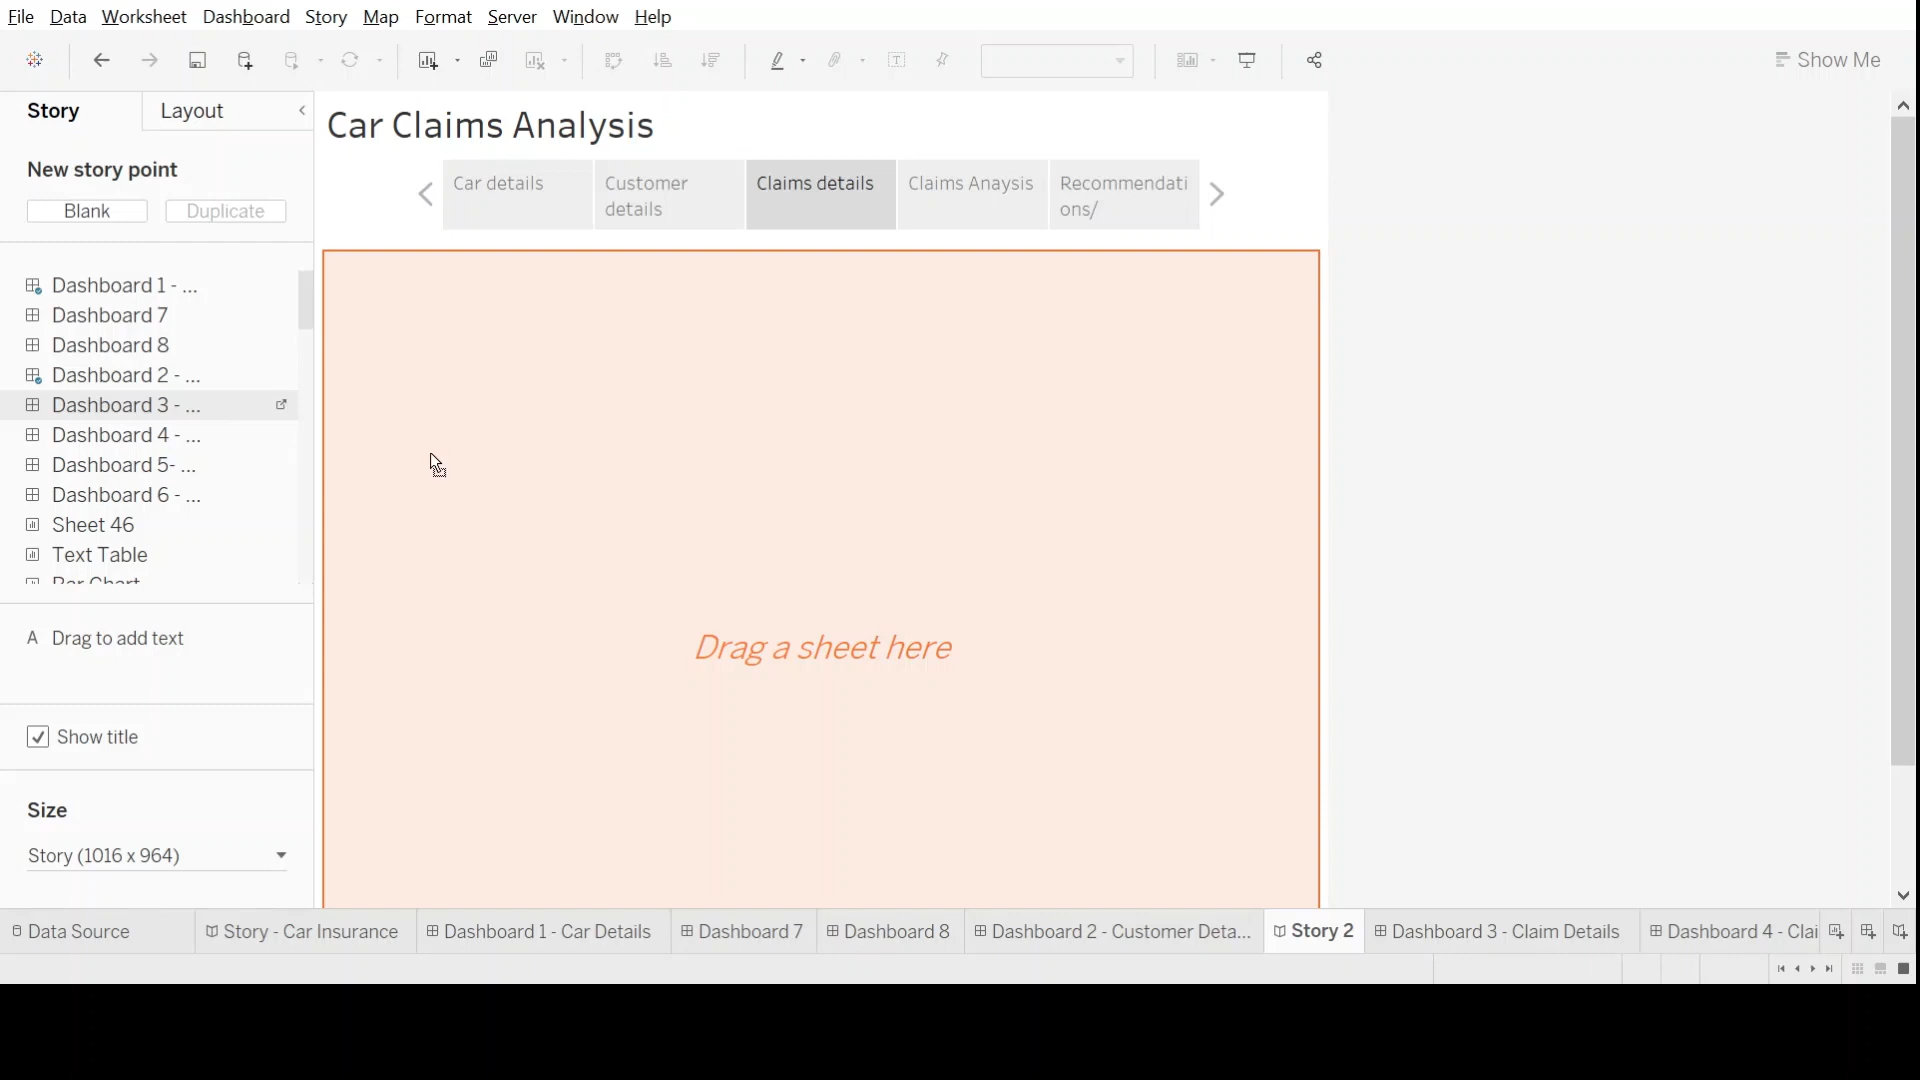 File Data Worksheet Dashboard Story Map Format Server Window Help
Show Me
Story Layout
New story point
Blank Duplicate
Dashboard 1 - ...
Dashboard 7
Dashboard 8
Dashboard 2 - ...
Dashboard 3 - ...
Dashboard 4 - ...
Dashboard 5- ...
Dashboard 6 - ...
Sheet 46
Text Table
Bar Chart
A Drag to add text
Show title
Size
Story (1016 x 964)
Car Claims Analysis
Car details
Customer
details
Claims details
Claims Anaysis
Recommendati
ons/
Drag a sheet here
Data Source Story - Car Insurance Dashboard 1 - Car Details Dashboard 7 Dashboard 8 Dashboard 2 - Customer Deta... Story 2 Dashboard 3 - Claim Details Dashboard 4 - Clai